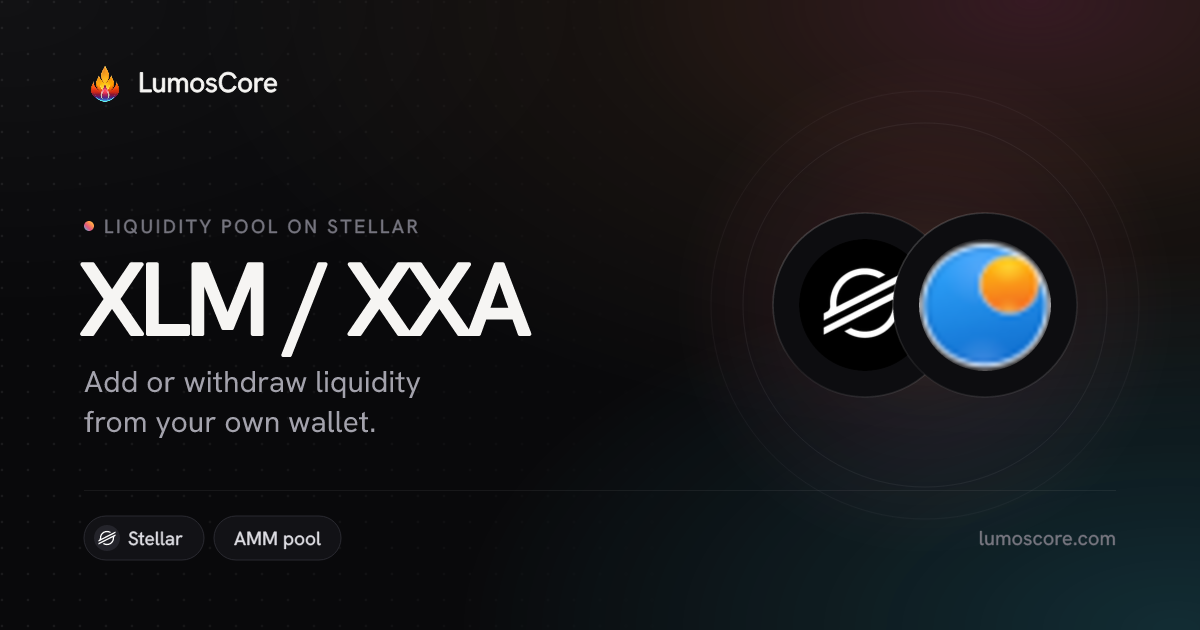 LumosCore
LIQUIDITY POOL ON STELLAR
XLM / XXA
Add or withdraw liquidity
from your own wallet.
Stellar
AMM pool
lumoscore.com